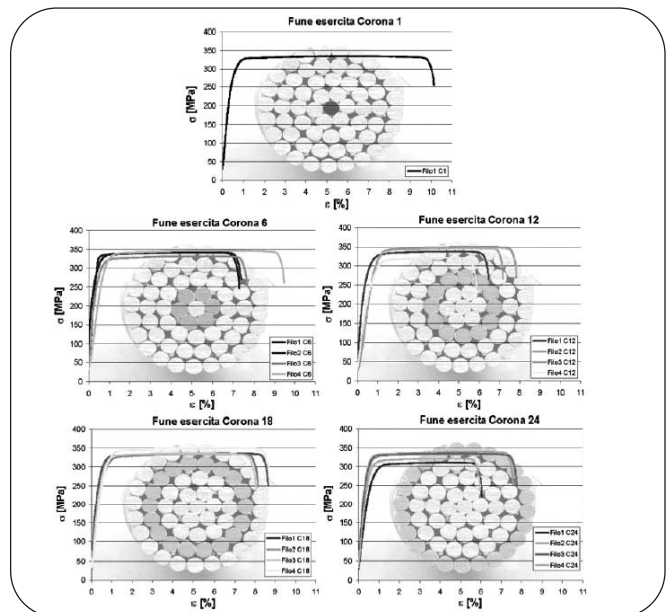 Fune esercita Corona 1
σ [MPa]
400
350
300
250
200
150
100
50
0
0 1 2 3 4 5 6 7 8 9 10 11
ε [%]
Filo1 C1
Fune esercita Corona 6
σ [MPa]
400
350
300
250
200
150
100
50
0
0 1 2 3 4 5 6 7 8 9 10 11
ε [%]
Filo1 C6
Filo2 C6
Filo3 C6
Filo4 C6
Fune esercita Corona 12
σ [MPa]
400
350
300
250
200
150
100
50
0
0 1 2 3 4 5 6 7 8 9 10 11
ε [%]
Filo1 C12
Filo2 C12
Filo3 C12
Filo4 C12
Fune esercita Corona 18
σ [MPa]
400
350
300
250
200
150
100
50
0
0 1 2 3 4 5 6 7 8 9 10 11
ε [%]
Filo1 C18
Filo2 C18
Filo3 C18
Filo4 C18
Fune esercita Corona 24
σ [MPa]
400
350
300
250
200
150
100
50
0
0 1 2 3 4 5 6 7 8 9 10 11
ε [%]
Filo1 C24
Filo2 C24
Filo3 C24
Filo4 C24